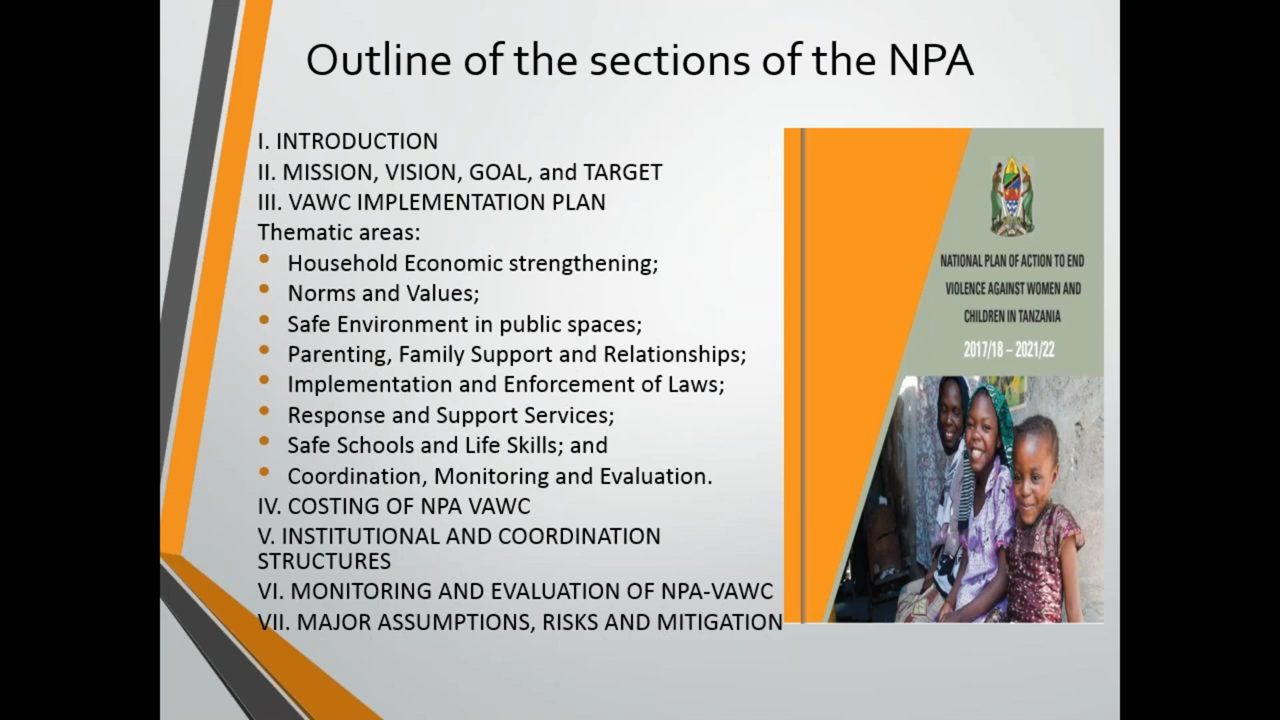 Outline of the sections of the NPA
I. INTRODUCTION
II. MISSION, VISION, GOAL, and TARGET
III. VAWC IMPLEMENTATION PLAN
Thematic areas:
• Household Economic strengthening;
• Norms and Values;
• Safe Environment in public spaces;
• Parenting, Family Support and Relationships;
• Implementation and Enforcement of Laws;
• Response and Support Services;
• Safe Schools and Life Skills; and
• Coordination, Monitoring and Evaluation.
IV. COSTING OF NPA VAWC
V. INSTITUTIONAL AND COORDINATION
STRUCTURES
VI. MONITORING AND EVALUATION OF NPA-VAWC
VII. MAJOR ASSUMPTIONS, RISKS AND MITIGATION
NATIONAL PLAN OF ACTION TO END
VIOLENCE AGAINST WOMEN AND
CHILDREN IN TANZANIA
2017/18 – 2021/22